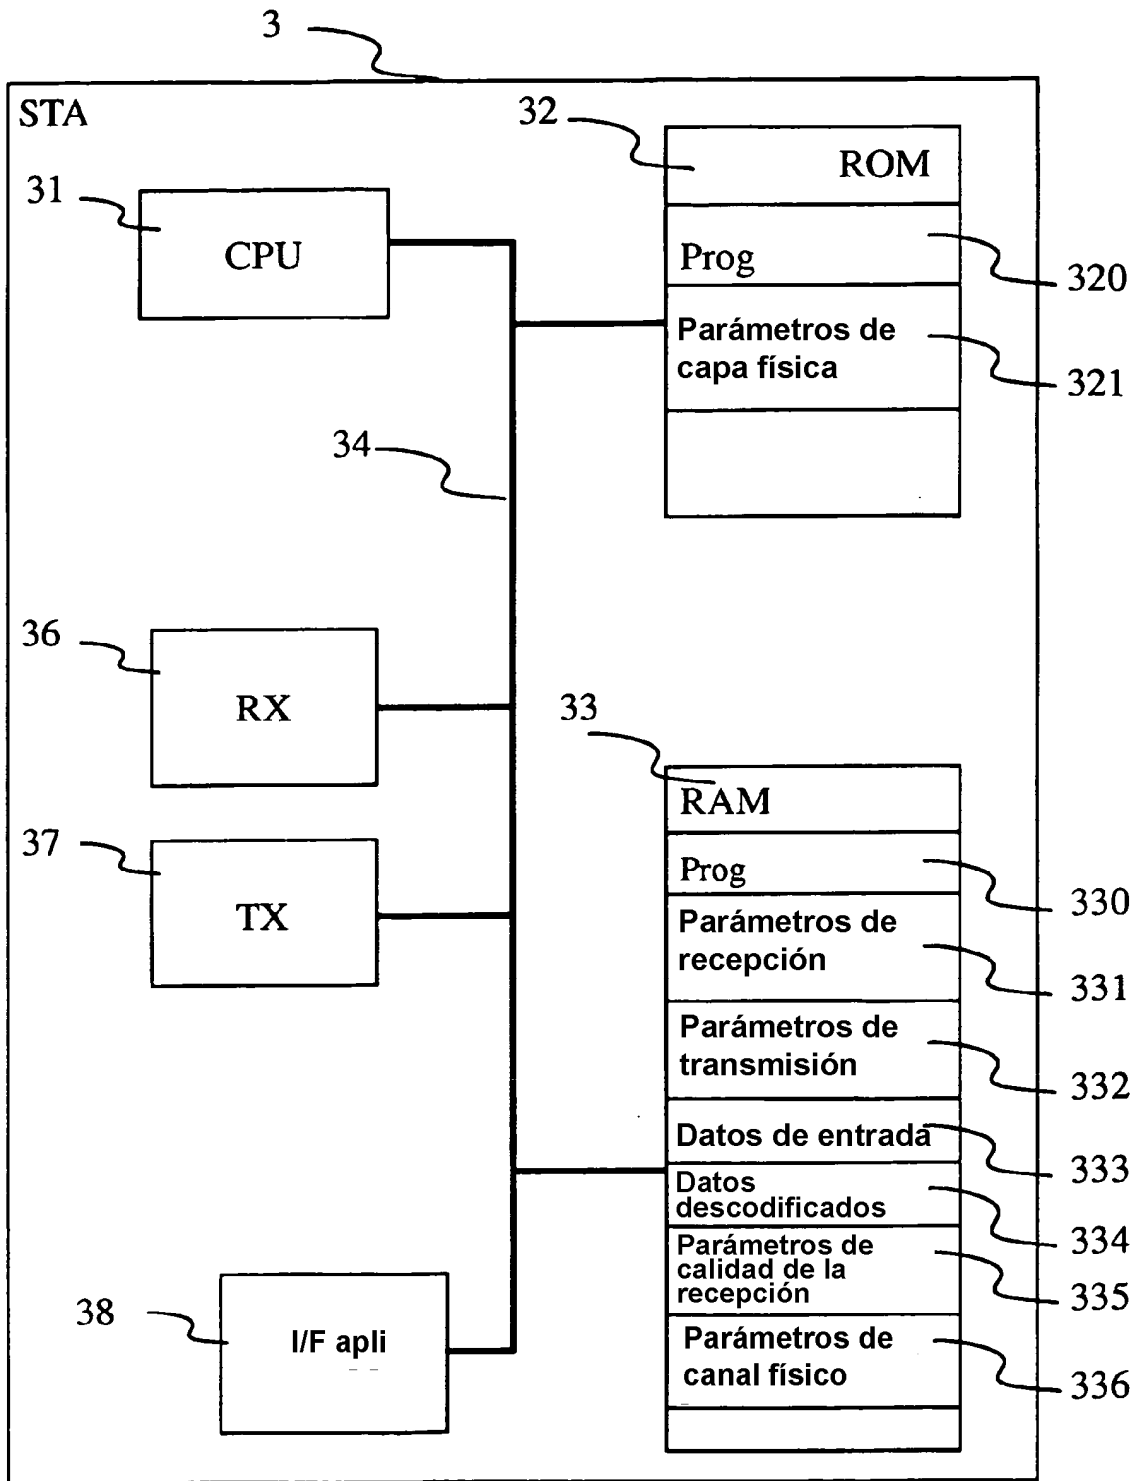 3
STA
32
ROM
31
CPU
Prog
320
Parámetros de
capa física
321
34
36
RX
33
RAM
37
TX
Prog
330
Parámetros de
recepción
331
Parámetros de
transmisión
332
Datos de entrada
333
Datos
descodificados
334
Parámetros de
calidad de la
recepción
335
38
I/F apli
Parámetros de
canal físico
336